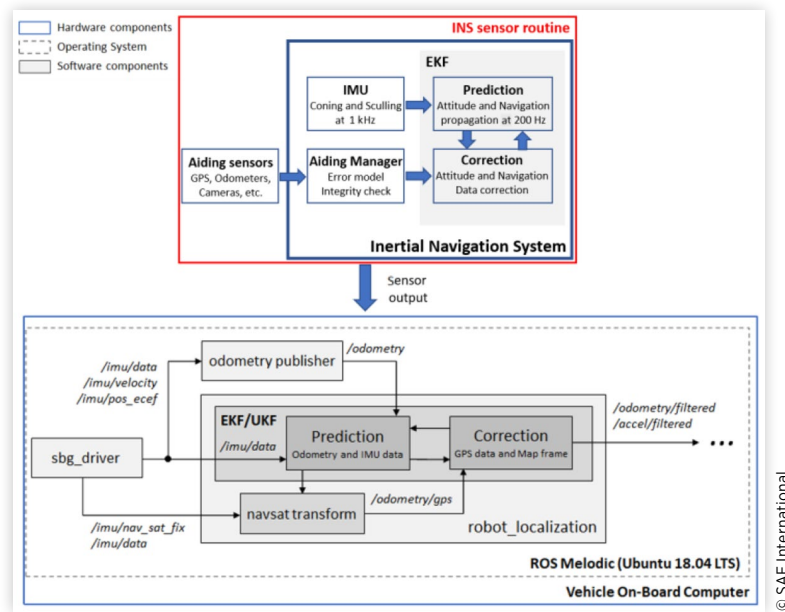 Hardware components
Operating System
Software components
INS sensor routine
EKF
IMU
Coning and Sculling
at 1 kHz
Prediction
Attitude and Navigation
propagation at 200 Hz
Aiding sensors
GPS, Odometers,
Cameras, etc.
Aiding Manager
Error model
Integrity check
Correction
Attitude and Navigation
Data correction
Inertial Navigation System
Sensor
output
odometry publisher
/odometry
/imu/data
/imu/velocity
/imu/pos_ecef
EKF/UKF
/imu/data
Prediction
Odometry and IMU data
Correction
GPS data and Map frame
/odometry/filtered
/accel/filtered
...
sbg_driver
navsat transform
/odometry/gps
/imu/nav_sat_fix
/imu/data
robot_localization
ROS Melodic (Ubuntu 18.04 LTS)
Vehicle On-Board Computer
© SAE International